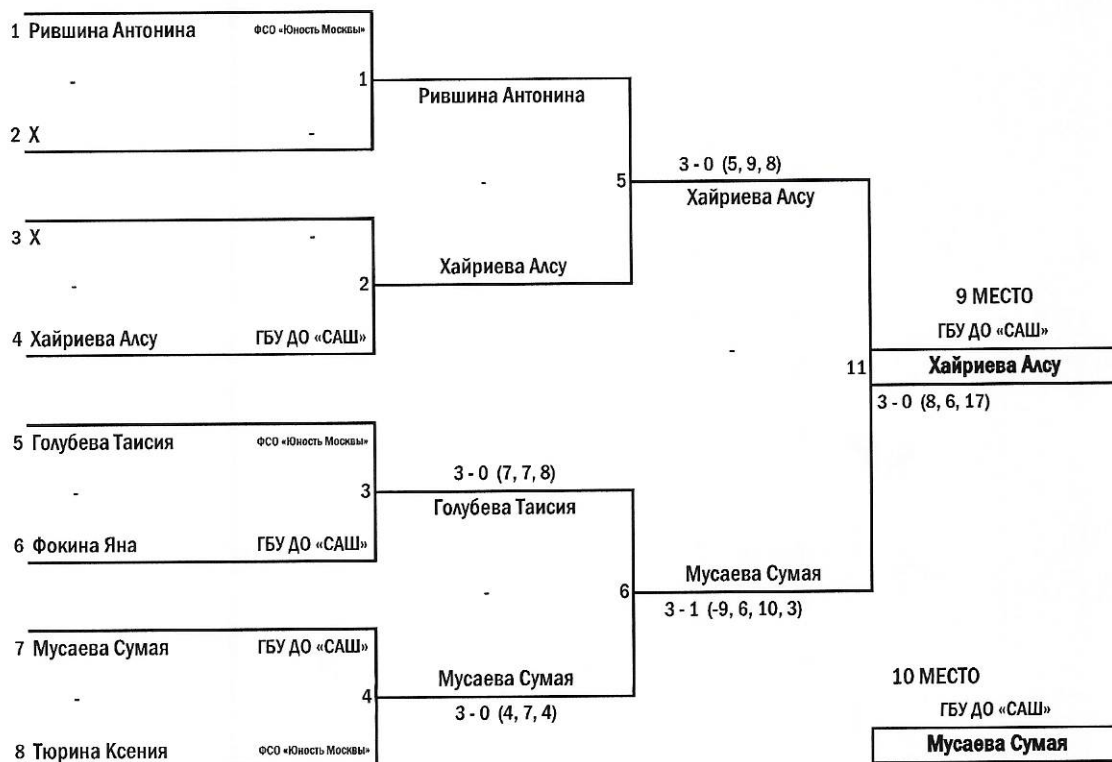 1 Рившина Антонина ФСО «Юность Москвы»
-
1
Рившина Антонина
2 X -
3 - 0 (5, 9, 8)
-
5
Хайриева Алсу
3 X -
Хайриева Алсу
-
2
9 МЕСТО
4 Хайриева Алсу ГБУ ДО «САШ»
ГБУ ДО «САШ»
-
11
Хайриева Алсу
3 - 0 (8, 6, 17)
5 Голубева Таисия ФСО «Юность Москвы»
3 - 0 (7, 7, 8)
-
3
Голубева Таисия
6 Фокина Яна ГБУ ДО «САШ»
Мусаева Сумая
-
6
3 - 1 (-9, 6, 10, 3)
7 Мусаева Сумая ГБУ ДО «САШ»
Мусаева Сумая
-
4
3 - 0 (4, 7, 4)
10 МЕСТО
ГБУ ДО «САШ»
8 Тюрина Ксения ФСО «Юность Москвы»
Мусаева Сумая